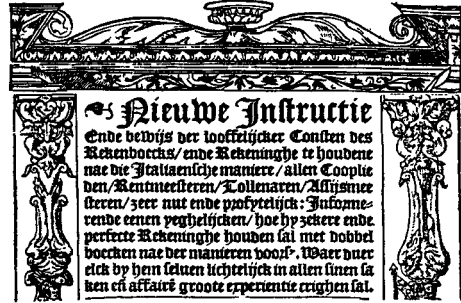 ☙ Nieuwe Instructie
Ende bewijs der looffelijcker Consten des
Rekenboecks/ ende Rekeninghe te houdene
nae die Italiaensche maniere/ allen Cooplie
den/ Rentmeesteren/ Tollenaren/ Assijsmee
steren/ zeer nut ende profytelijck: Informe-
rende eenen yeghelijcken/ hoe hy zekere ende
perfecte Rekeninghe houden sal met dobbel
boecken nae der manieren voorſ. Waer duer
elck by hem seluen lichtelijck in allen sinen sa
ken en̄ affairē groote experientie crighen sal.